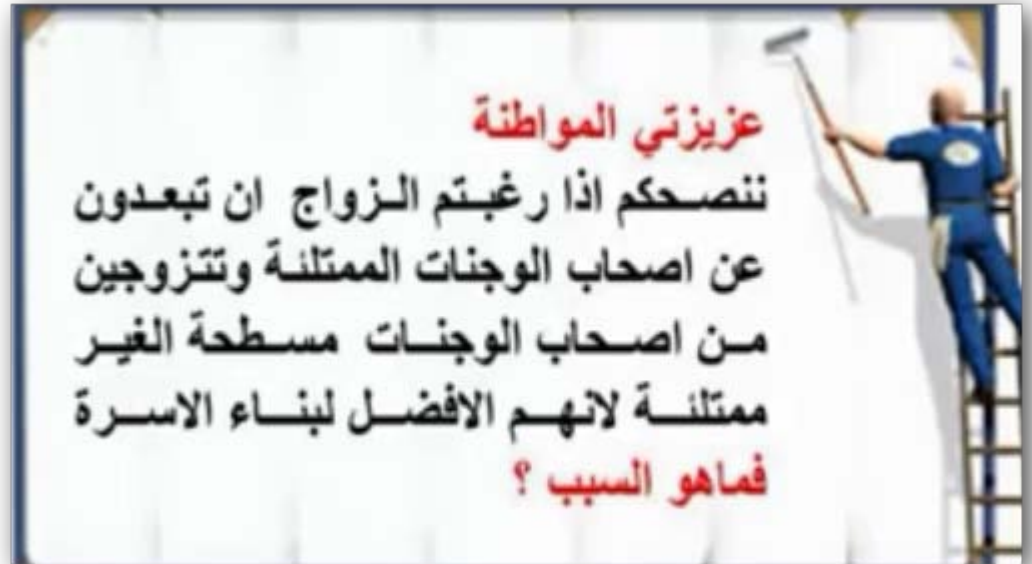 عزيزتي المواطنة
ننصحكم اذا رغبتم الزواج ان تبعدون
عن اصحاب الوجنات الممتلئة وتتزوجين
من اصحاب الوجنات مسطحة الغير
ممتلئة لانهم الافضل لبناء الاسرة
فماهو السبب ؟